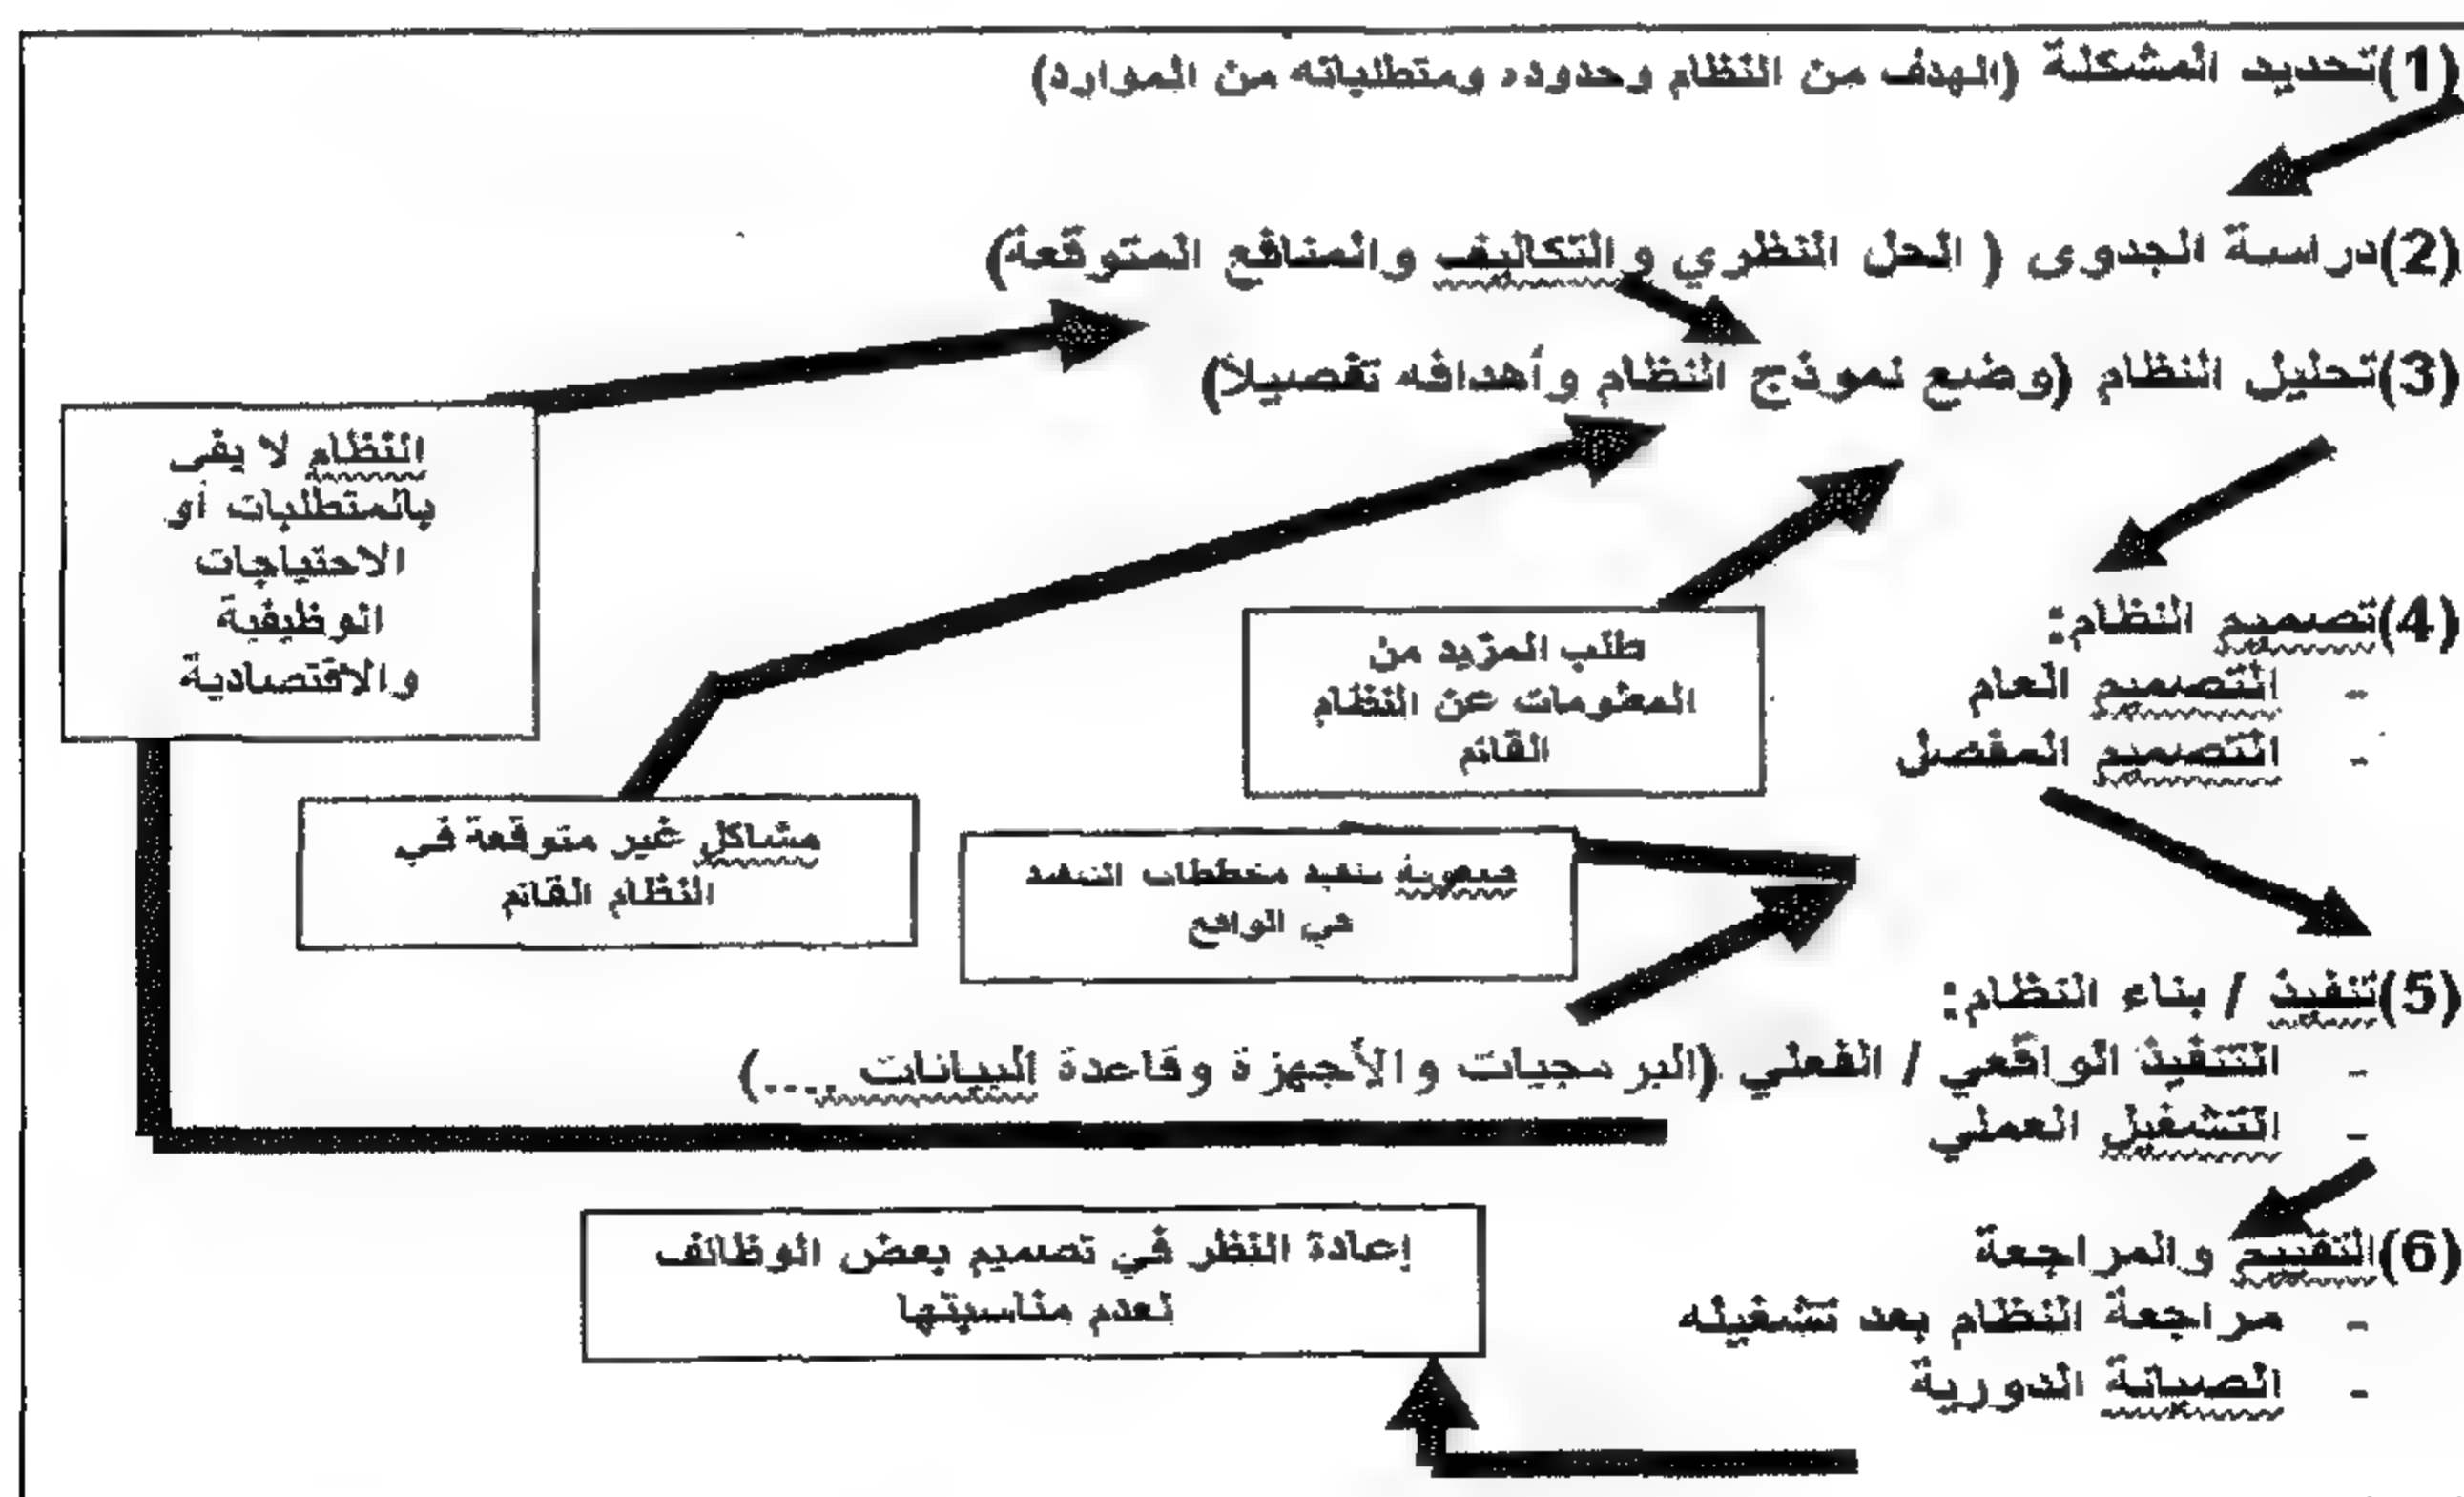 (1)تحديد المشكلة (الهدف من النظام وحدوده ومتطلباته من الموارد)
(2)دراسة الجدوى ( الحل النظري والتكاليف والمنافع المتوقعة)
(3)تحليل النظام (وضع نموذج النظام وأهدافه تفصيلا)
النظام لا يفى
بالمتطلبات أو
الاحتياجات
الوظيفية
والاقتصادية
(4)تصميم النظام:
- التصميم العام
- التصميم المفصل
طلب المزيد من
المعلومات عن النظام
القائم
مشاكل غير متوقعة في
النظام القائم
صعوبة تنفيذ مخططات
في الواقع
(5)تنفيذ / بناء النظام:
- التنفيذ الواقعي / الفعلي (البرمجيات والأجهزة وقاعدة البيانات ....)
- التشغيل العملي
(6)التقييم والمراجعة
- مراجعة النظام بعد تشغيله
- الصيانة الدورية
إعادة النظر في تصميم بعض الوظائف
لعدم مناسبتها